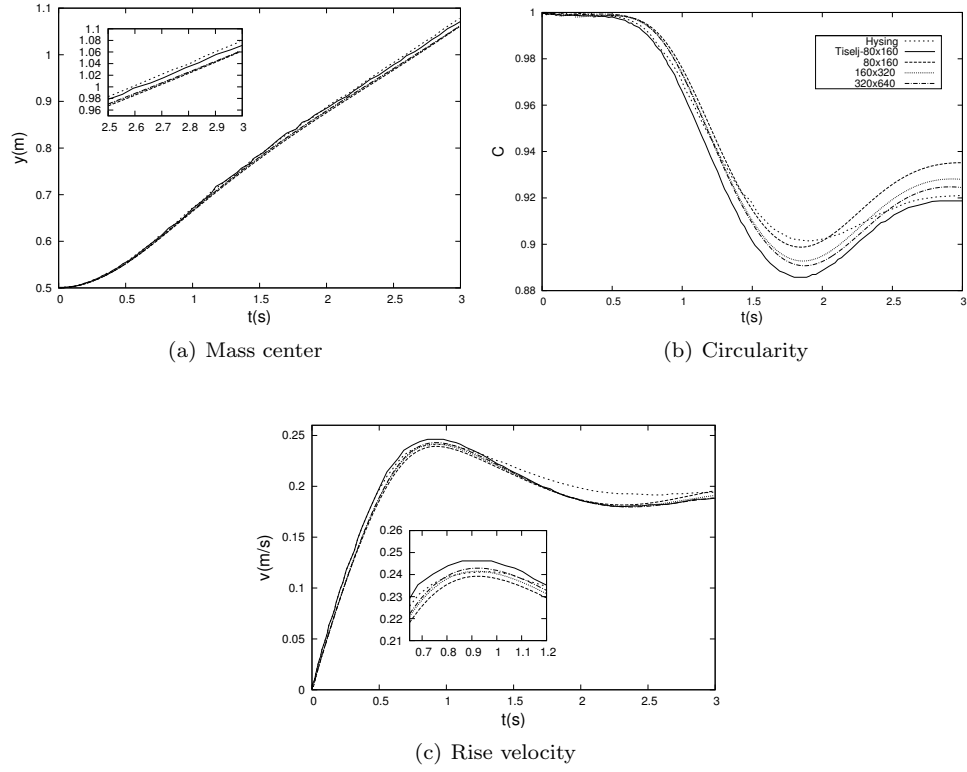 1.1
1
0.9
0.8
0.7
0.6
0.5
y(m)
0 0.5 1 1.5 2 2.5 3
t(s)
1.1
1.08
1.06
1.04
1.02
1
0.98
0.96
2.5 2.6 2.7 2.8 2.9 3
(a) Mass center
1
0.96
0.94
0.92
0.9
0.88
C
0 0.5 1 1.5 2 2.5 3
t(s)
Hysing
Tiselj-80x160
80x160
160x320
320x640
(b) Circularity
0.25
0.2
0.15
0.1
0.05
0
v(m/s)
0 0.5 1 1.5 2 2.5 3
t(s)
0.26
0.25
0.24
0.23
0.22
0.21
0.7 0.8 0.9 1 1.1 1.2
(c) Rise velocity